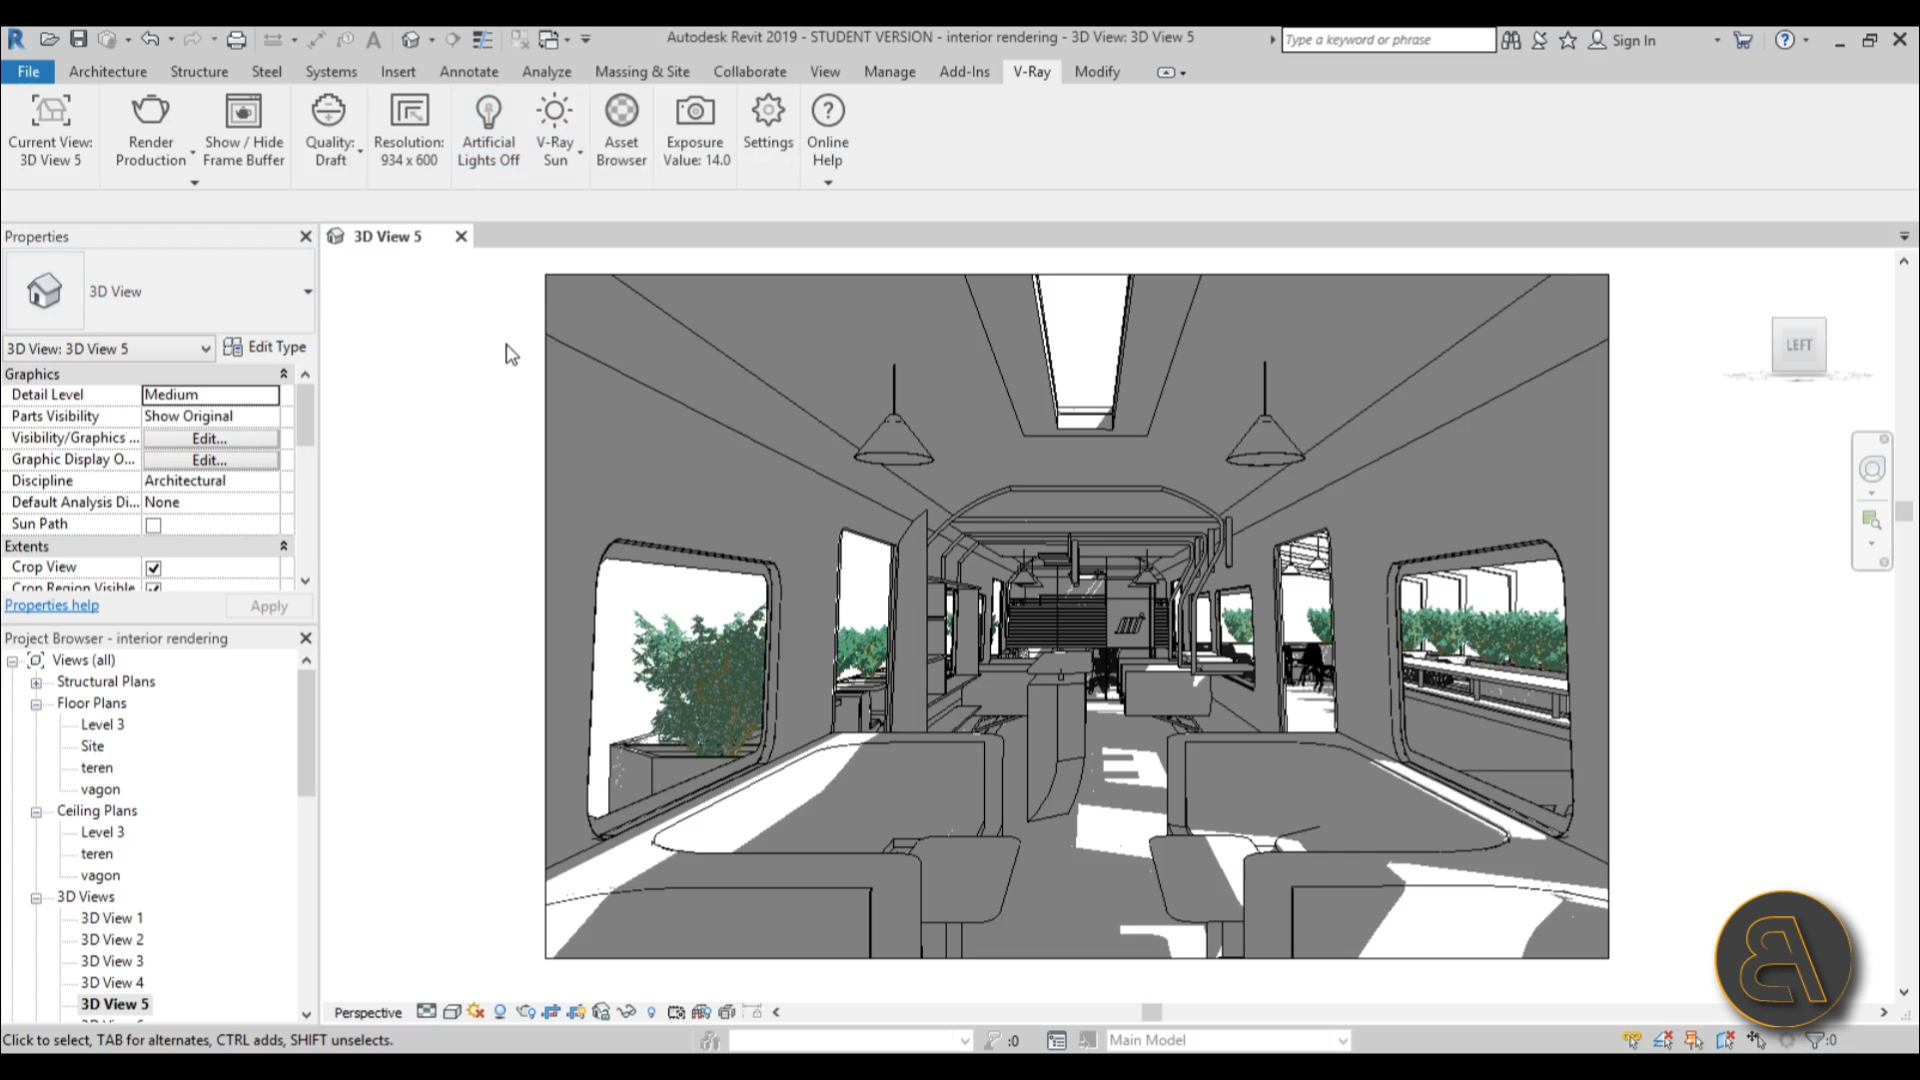 Autodesk Revit 2019 - STUDENT VERSION - interior rendering - 3D View: 3D View 5
Type a keyword or phrase
Sign In
File Architecture Structure Steel Systems Insert Annotate Analyze Massing & Site Collaborate View Manage Add-Ins V-Ray Modify
Current View:
3D View 5
Render
Production
Show / Hide
Frame Buffer
Quality:
Draft
Resolution:
934 x 600
Artificial
Lights Off
V-Ray
Sun
Asset
Browser
Exposure
Value: 14.0
Settings
Online
Help
Properties
3D View
3D View: 3D View 5
Edit Type
Graphics
Detail Level Medium
Parts Visibility Show Original
Visibility/Graphics ... Edit...
Graphic Display O... Edit...
Discipline Architectural
Default Analysis Di... None
Sun Path
Extents
Crop View
Crop Region Visible
Properties help
Apply
Project Browser - interior rendering
Views (all)
Structural Plans
Floor Plans
Level 3
Site
teren
vagon
Ceiling Plans
Level 3
teren
vagon
3D Views
3D View 1
3D View 2
3D View 3
3D View 4
3D View 5
3D View 5
LEFT
Perspective
Click to select, TAB for alternates, CTRL adds, SHIFT unselects.
:0
Main Model
:0